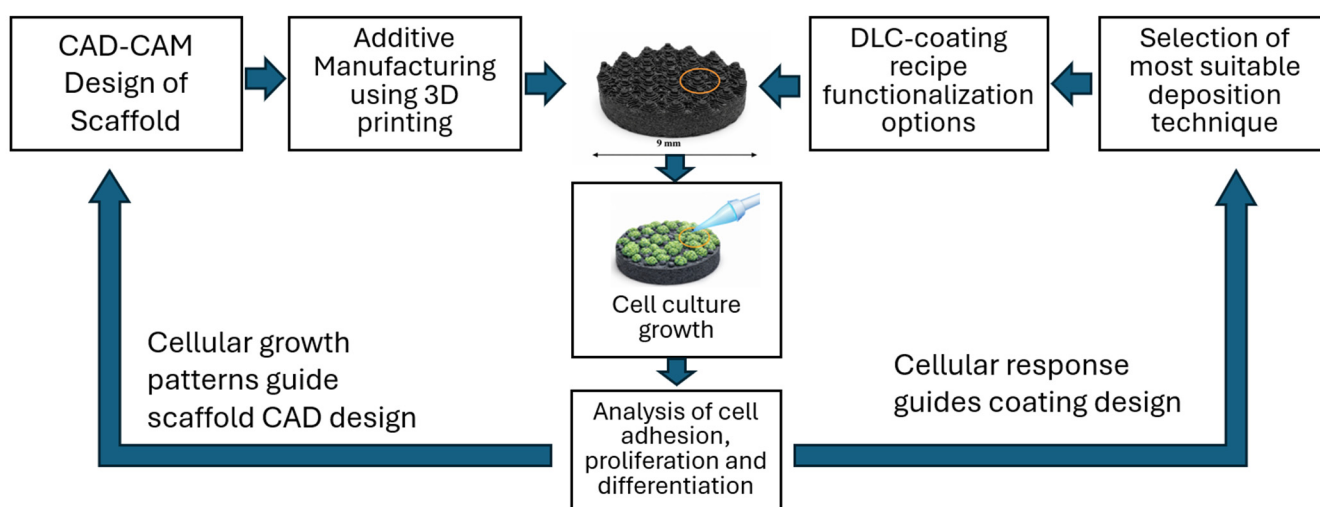 CAD-CAM
Design of
Scaffold
Additive
Manufacturing
using 3D
printing
9 mm
DLC-coating
recipe
functionalization
options
Selection of
most suitable
deposition
technique
Cell culture
growth
Cellular growth
patterns guide
scaffold CAD design
Cellular response
guides coating design
Analysis of cell
adhesion,
proliferation and
differentiation